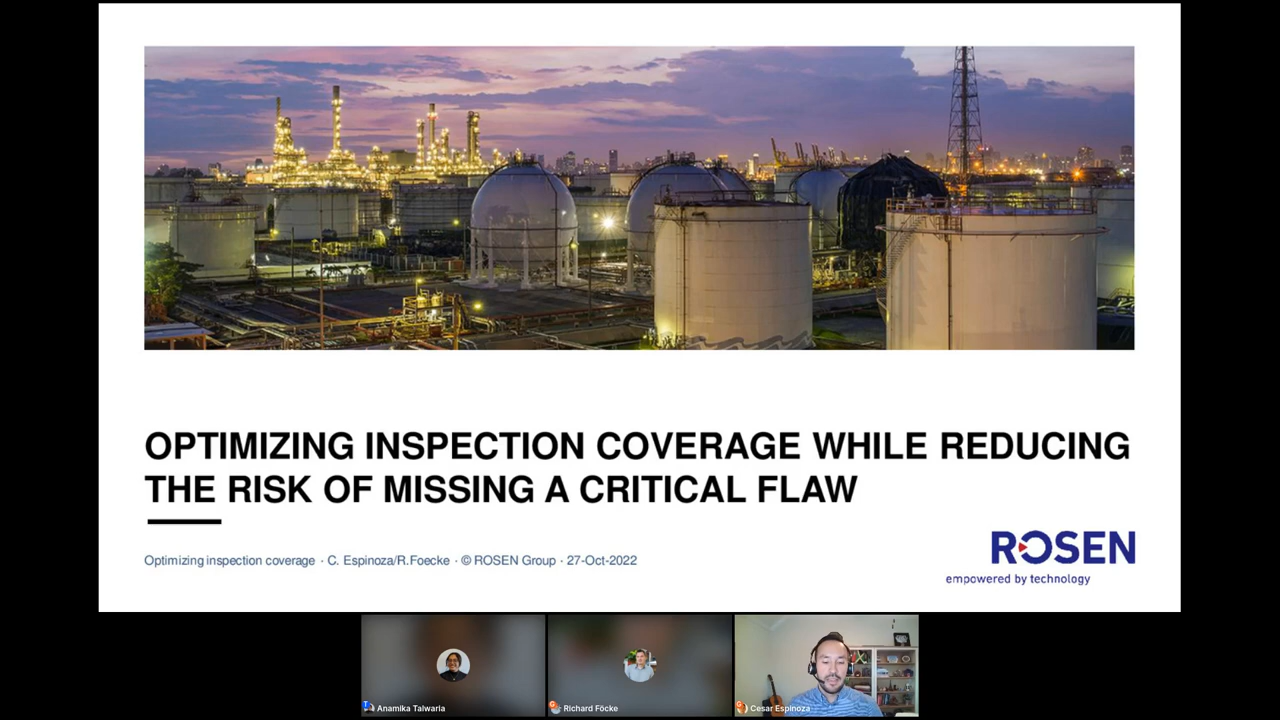 OPTIMIZING INSPECTION COVERAGE WHILE REDUCING
THE RISK OF MISSING A CRITICAL FLAW
Optimizing inspection coverage · C. Espinoza/R.Foecke · © ROSEN Group · 27-Oct-2022
ROSEN
empowered by technology
Anamika Talwaria
Richard Föcke
Cesar Espinoza